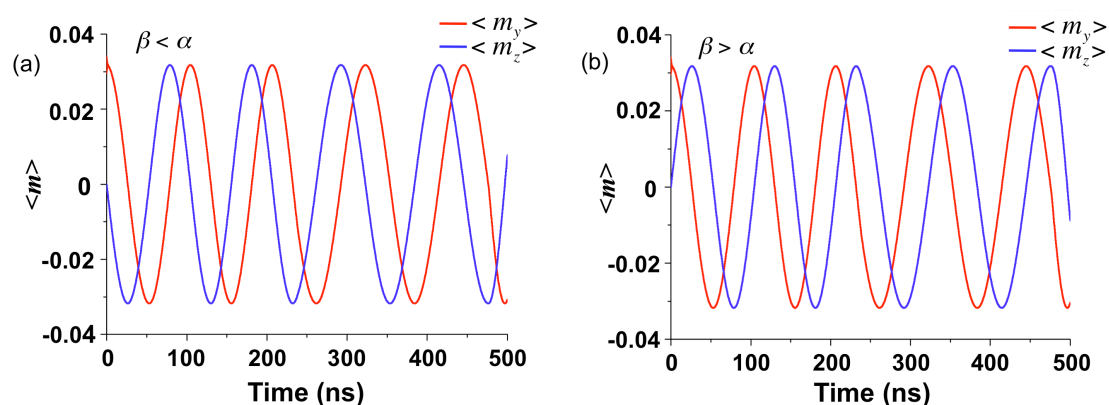 (a)
β < α
< m_y >
< m_z >
0.04
0.02
0
-0.02
-0.04
<m>
0 100 200 300 400 500
Time (ns)
(b)
β > α
< m_y >
< m_z >
0.04
0.02
0
-0.02
-0.04
<m>
0 100 200 300 400 500
Time (ns)